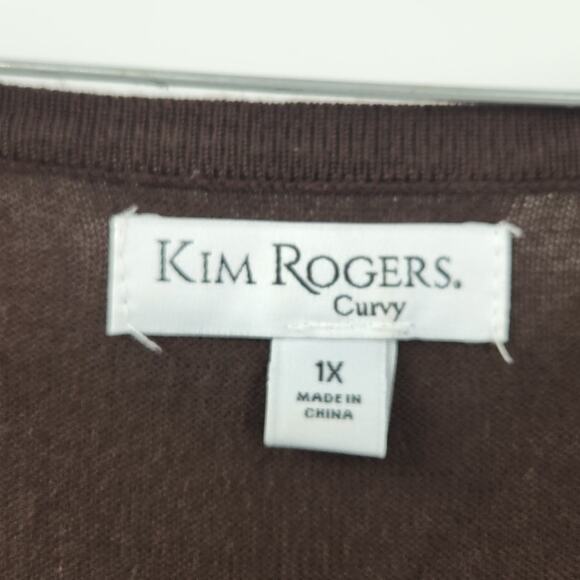 KIM ROGERS.
Curvy
1X
MADE IN
CHINA